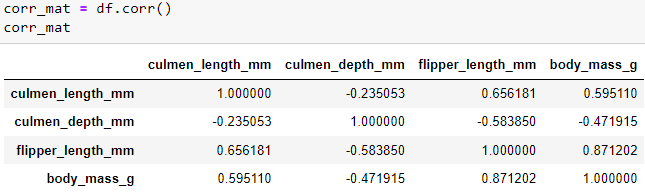 corr_mat = df.corr()
corr_mat
culmen_length_mm culmen_depth_mm flipper_length_mm body_mass_g
culmen_length_mm 1.000000 -0.235053 0.656181 0.595110
culmen_depth_mm -0.235053 1.000000 -0.583850 -0.471915
flipper_length_mm 0.656181 -0.583850 1.000000 0.871202
body_mass_g 0.595110 -0.471915 0.871202 1.000000